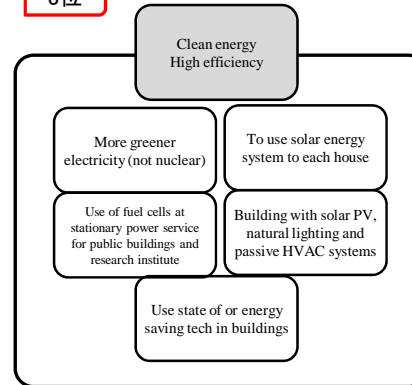 Clean energy
High efficiency
More greener
electricity (not nuclear)
To use solar energy
system to each house
Use of fuel cells at
stationary power service
for public buildings and
research institute
Building with solar PV,
natural lighting and
passive HVAC systems
Use state of or energy
saving tech in buildings